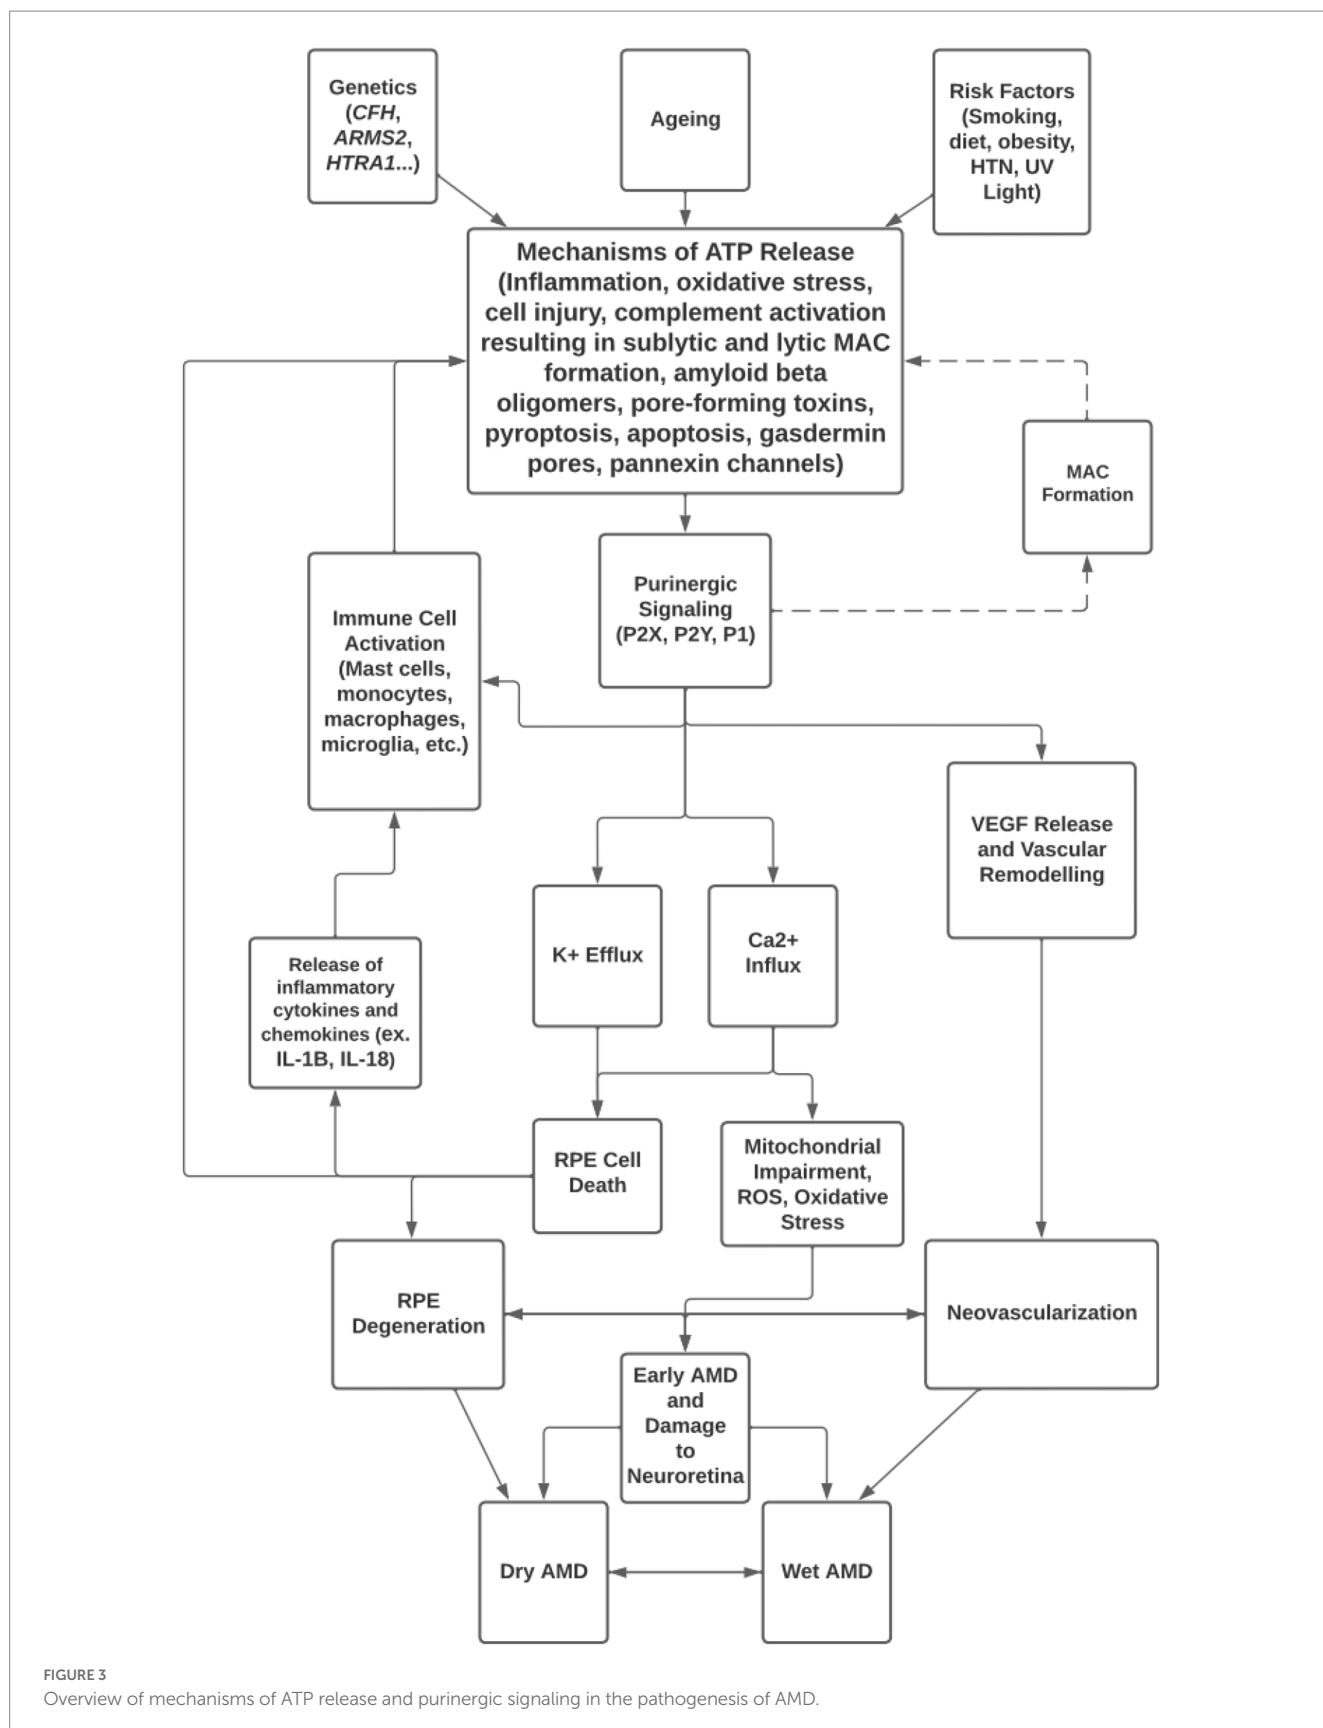 Genetics
(CFH,
ARMS2,
HTRA1...)
Ageing
Risk Factors
(Smoking,
diet, obesity,
HTN, UV
Light)
Mechanisms of ATP Release
(Inflammation, oxidative stress,
cell injury, complement activation
resulting in sublytic and lytic MAC
formation, amyloid beta
oligomers, pore-forming toxins,
pyroptosis, apoptosis, gasdermin
pores, pannexin channels)
MAC
Formation
Purinergic
Signaling
(P2X, P2Y, P1)
Immune Cell
Activation
(Mast cells,
monocytes,
macrophages,
microglia, etc.)
VEGF Release
and Vascular
Remodelling
K+ Efflux
Ca2+
Influx
Release of
inflammatory
cytokines and
chemokines (ex.
IL-1B, IL-18)
RPE Cell
Death
Mitochondrial
Impairment,
ROS, Oxidative
Stress
RPE
Degeneration
Neovascularization
Early AMD
and
Damage
to
Neuroretina
Dry AMD
Wet AMD
FIGURE 3
Overview of mechanisms of ATP release and purinergic signaling in the pathogenesis of AMD.